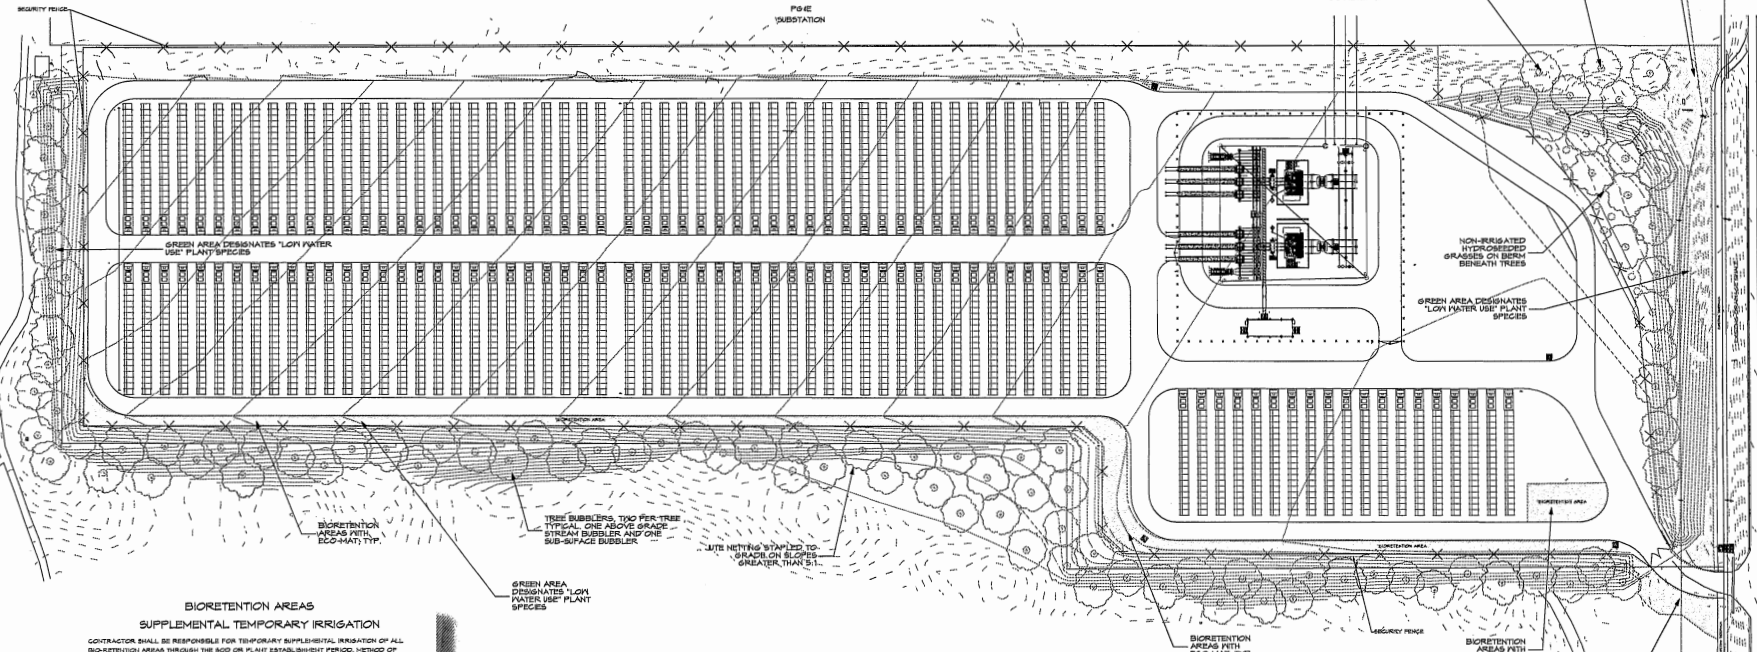 SECURITY FENCE
PG&E
SUBSTATION
GREEN AREA DESIGNATES "LOW WATER
USE" PLANT SPECIES
NON-IRRIGATED
HYDROSEEDED
GRASSES ON BERM
BENEATH TREES
GREEN AREA DESIGNATES
"LOW WATER USE" PLANT
SPECIES
BIORETENTION AREA
BIORETENTION AREA
BIORETENTION AREA
BIORETENTION
AREAS WITH
ECO-MAT, TYP.
TREE BUBBLERS, TWO PER TREE
TYPICAL. ONE ABOVE GRADE
STREAM BUBBLER AND ONE
SUB-SUFACE BUBBLER
JUTE NETTING STAPLED TO
GRADE ON SLOPES
GREATER THAN 5:1
GREEN AREA
DESIGNATES "LOW
WATER USE" PLANT
SPECIES
SECURITY FENCE
BIORETENTION
AREAS WITH
BIORETENTION
AREAS WITH
BIORETENTION AREAS
SUPPLEMENTAL TEMPORARY IRRIGATION
CONTRACTOR SHALL BE RESPONSIBLE FOR TEMPORARY SUPPLEMENTAL IRRIGATION OF ALL
BIO-RETENTION AREAS THROUGH THE SOD OR PLANT ESTABLISHMENT PERIOD. METHOD OF